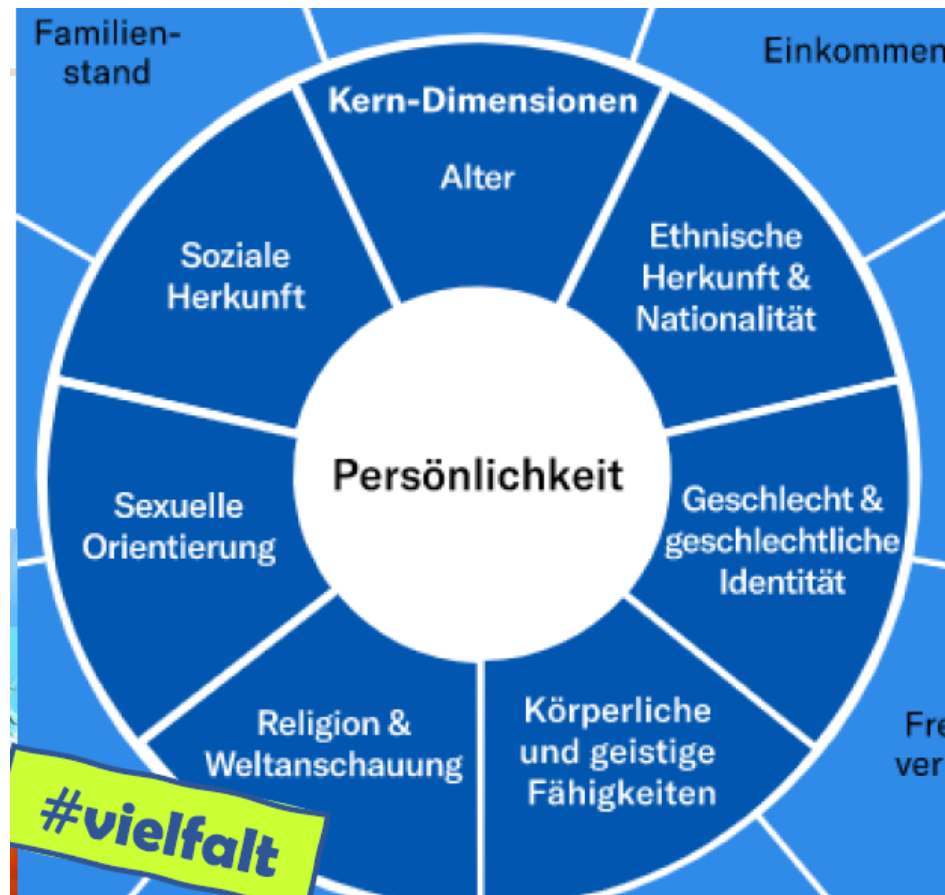 Familien-
stand
Einkommen
Kern-Dimensionen
Alter
Ethnische
Herkunft &
Nationalität
Soziale
Herkunft
Persönlichkeit
Geschlecht &
geschlechtliche
Identität
Sexuelle
Orientierung
Körperliche
und geistige
Fähigkeiten
Religion &
Weltanschauung
#vielfalt